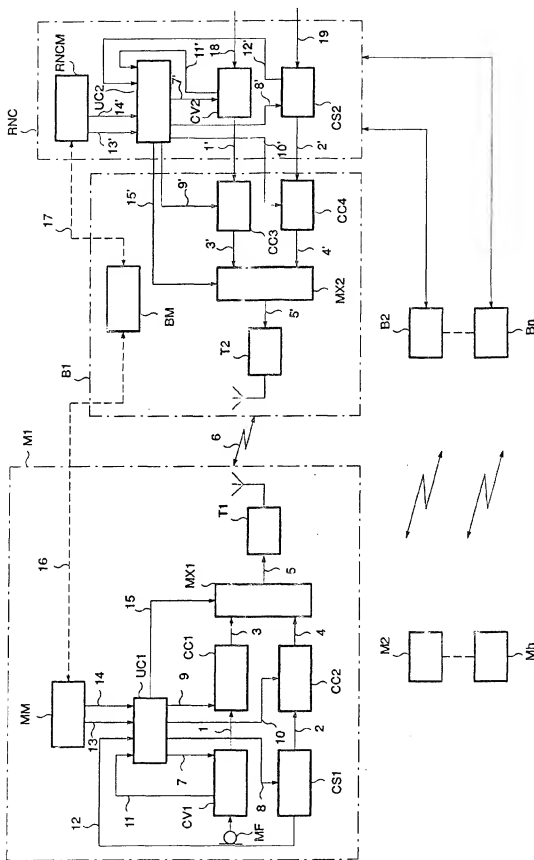 RNC
RNCM
UC2
14'
13'
11'
12'
18
19
7'
8'
CV2
CS2
1'
10'
2'
17
15'
9'
CC3
CC4
3'
4'
MX2
BM
B1
5'
T2
B2
Bn
M1
6
16
T1
MX1
5
15
UC1
CC1
3
4
CC2
MM
14
13
9
10
1
2
7
8
11
12
CV1
MF
CS1
M2
Mh